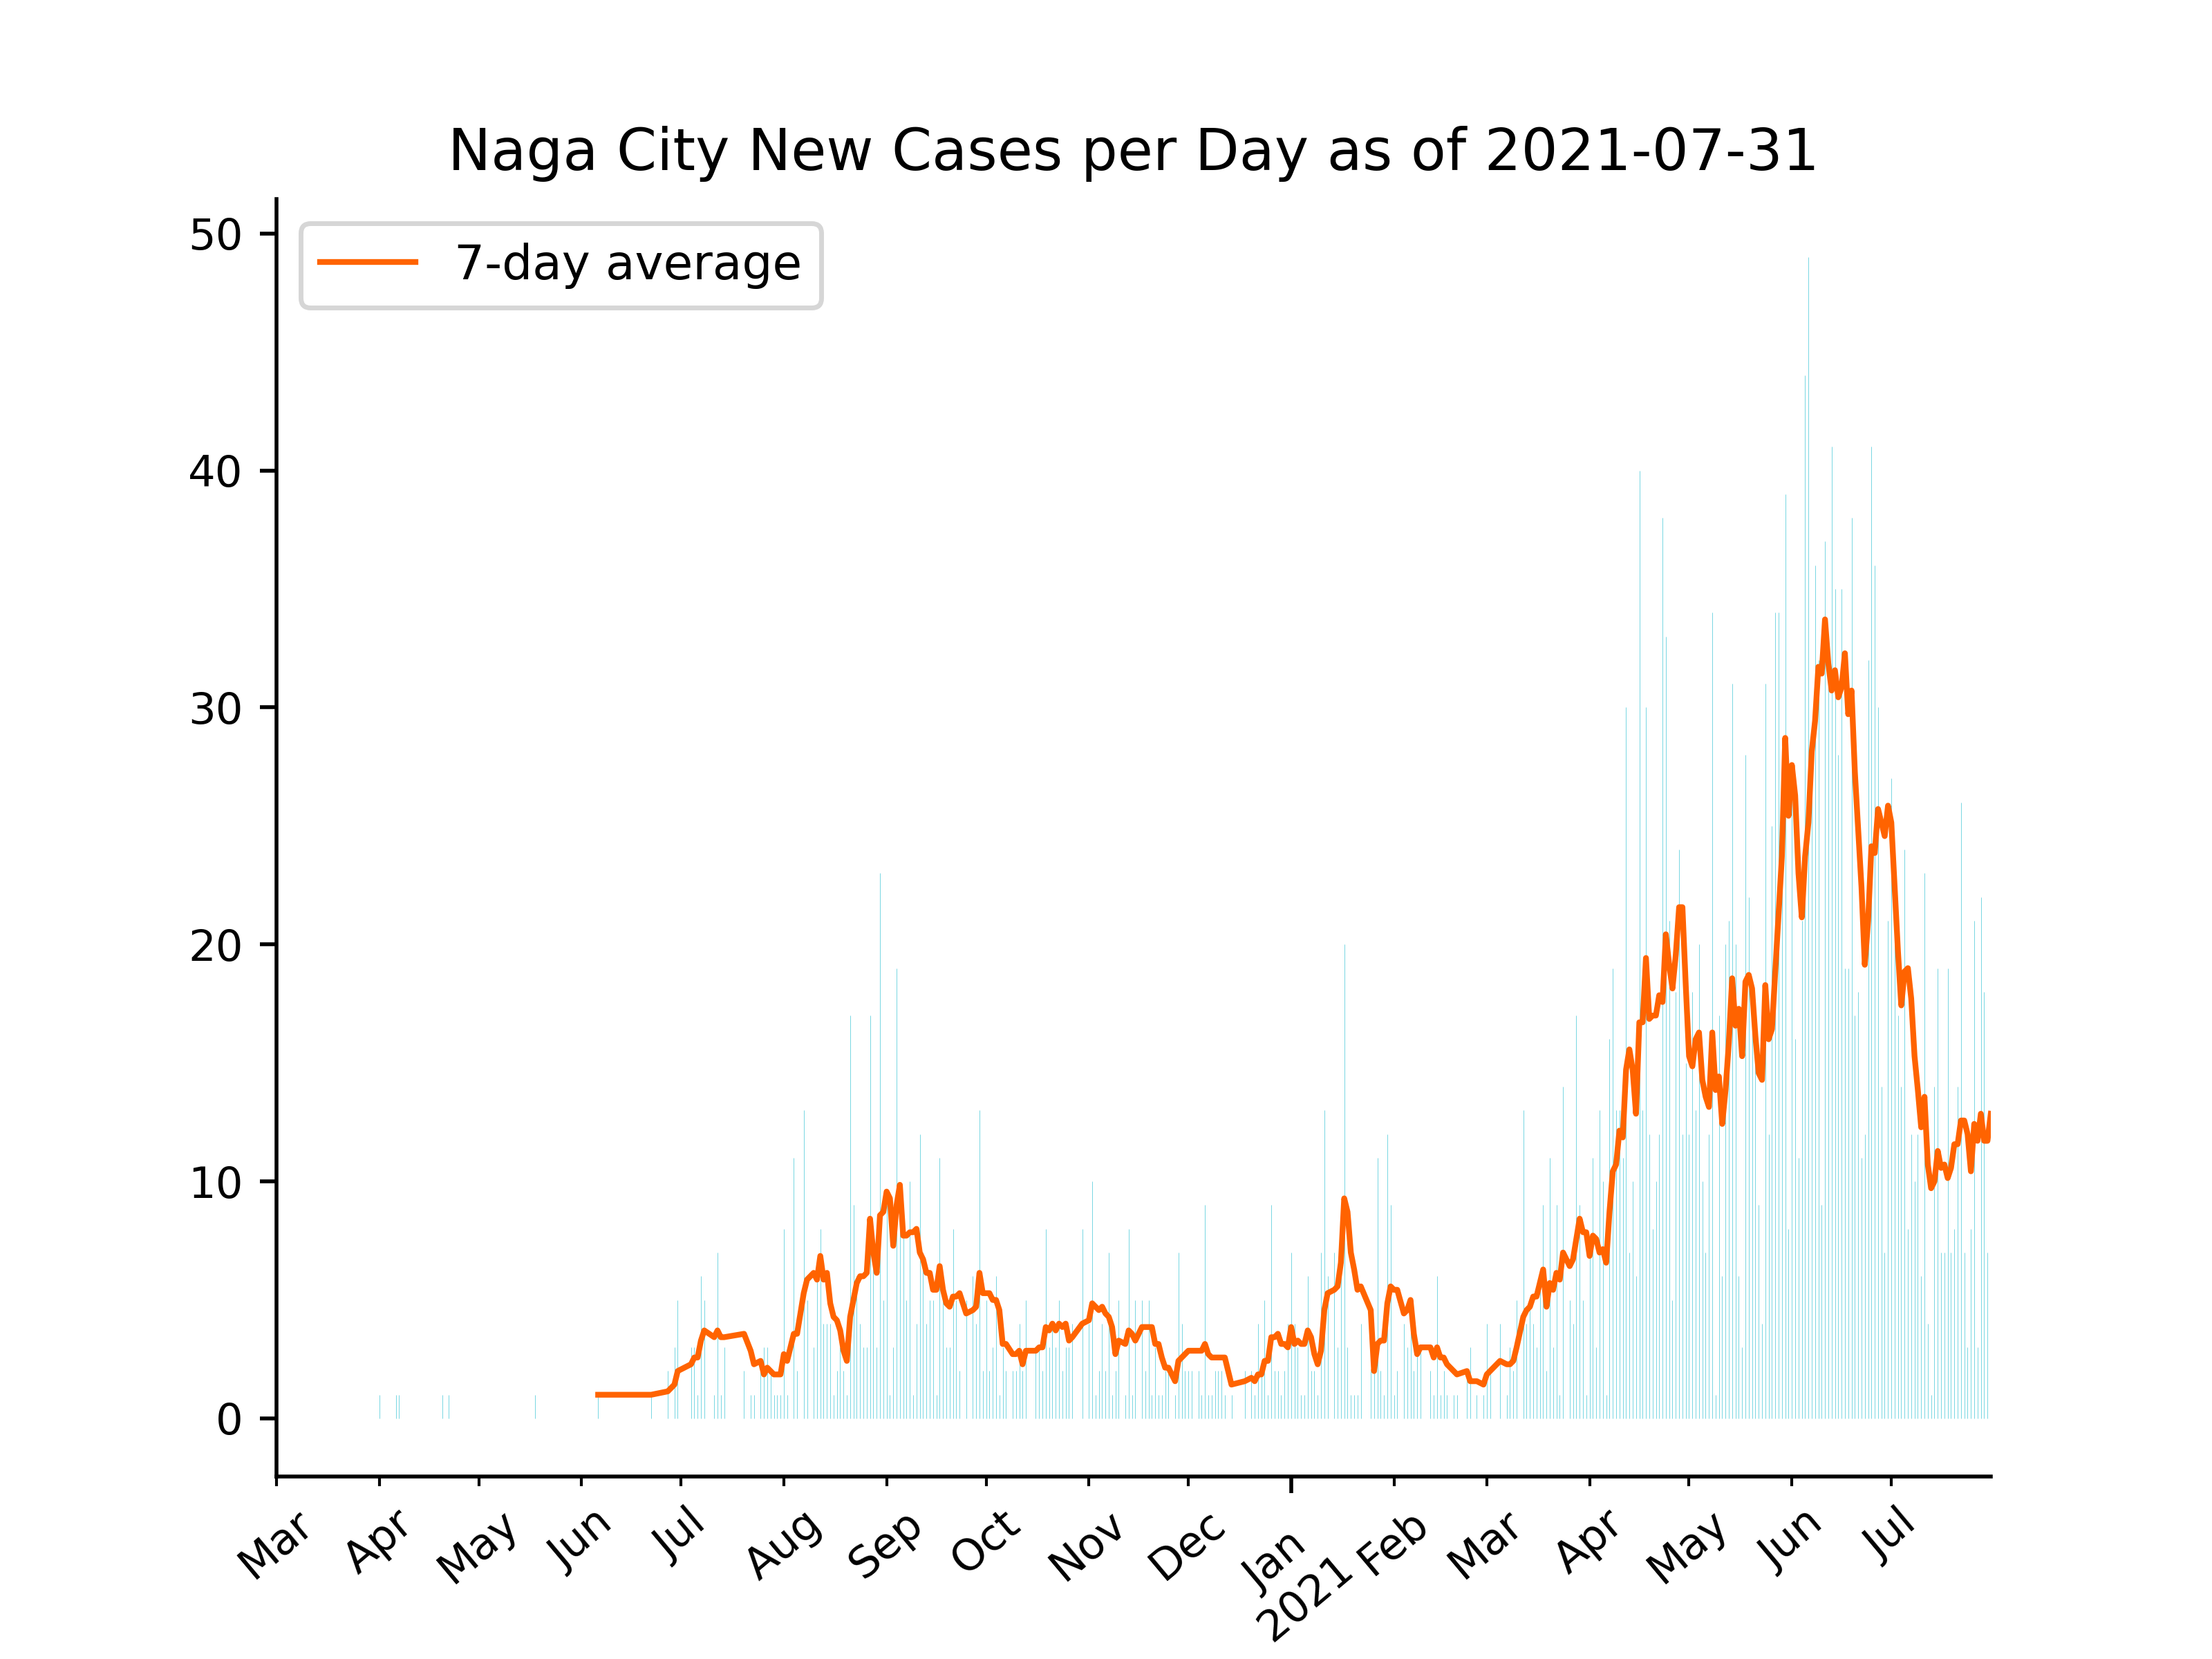 Naga City New Cases per Day as of 2021-07-31
7-day average
50
40
30
20
10
0
Mar
Apr
May
Jun
Jul
Aug
Sep
Oct
Nov
Dec
Jan
2021
Feb
Mar
Apr
May
Jun
Jul